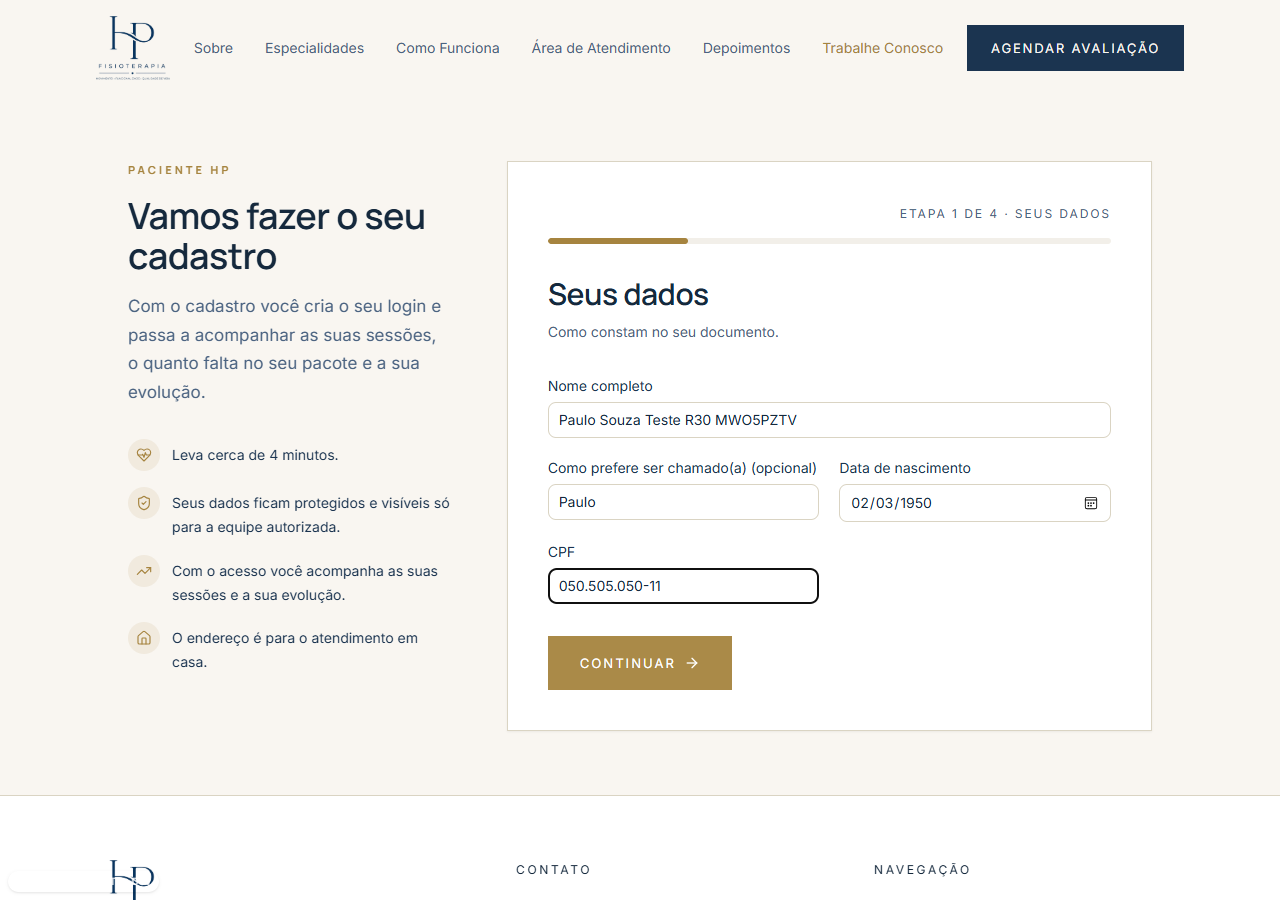 HP
FISIOTERAPIA
Sobre
Especialidades
Como Funciona
Área de Atendimento
Depoimentos
Trabalhe Conosco
AGENDAR AVALIAÇÃO
PACIENTE HP
Vamos fazer o seu
cadastro
Com o cadastro você cria o seu login e
passa a acompanhar as suas sessões,
o quanto falta no seu pacote e a sua
evolução.
Leva cerca de 4 minutos.
Seus dados ficam protegidos e visíveis só
para a equipe autorizada.
Com o acesso você acompanha as suas
sessões e a sua evolução.
O endereço é para o atendimento em
casa.
ETAPA 1 DE 4 · SEUS DADOS
Seus dados
Como constam no seu documento.
Nome completo
Paulo Souza Teste R30 MWO5PZTV
Como prefere ser chamado(a) (opcional)
Data de nascimento
Paulo
02/03/1950
CPF
050.505.050-11
CONTINUAR
HP
CONTATO
NAVEGAÇÃO